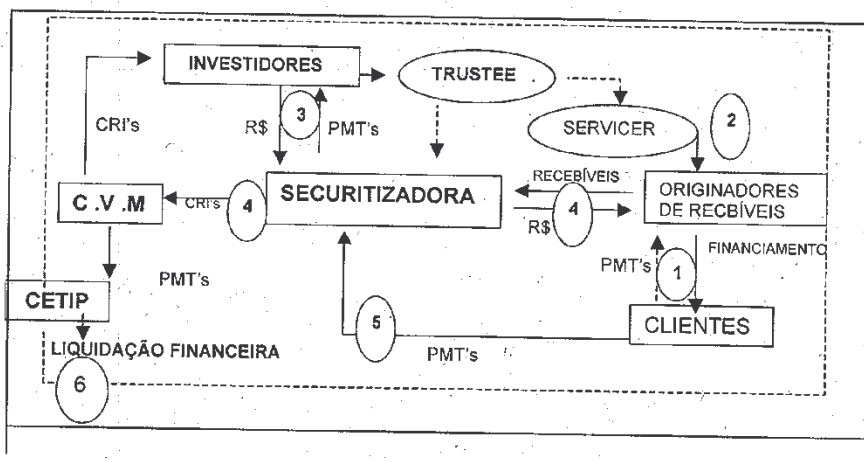 INVESTIDORES
TRUSTEE
CRI's
R$
3
PMT's
SERVICER
2
C.V.M
CRI's
4
SECURITIZADORA
RECEBÍVEIS
R$
4
ORIGINADORES
DE RECBÍVEIS
PMT's
PMT's
1
FINANCIAMENTO
CETIP
5
CLIENTES
LIQUIDAÇÃO FINANCEIRA
PMT's
6